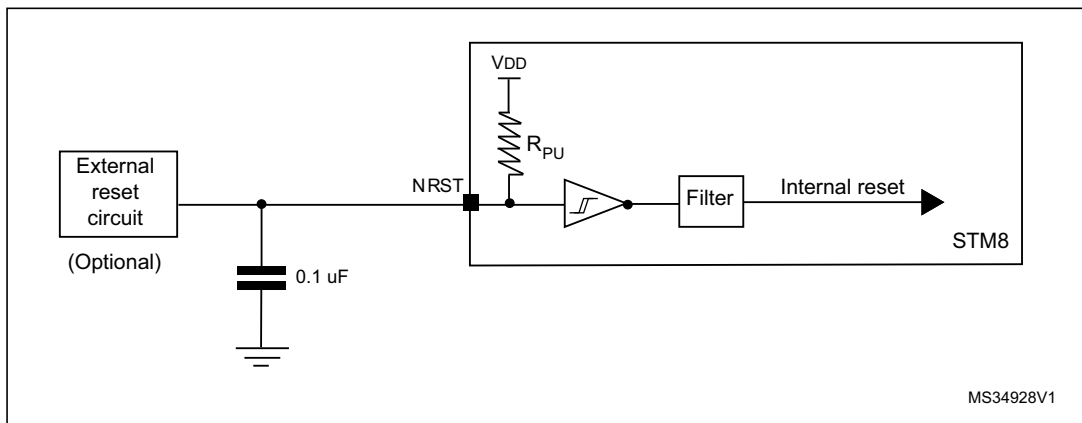 VDD
RPU
External
reset
circuit
(Optional)
NRST
0.1 uF
Filter
Internal reset
STM8
MS34928V1